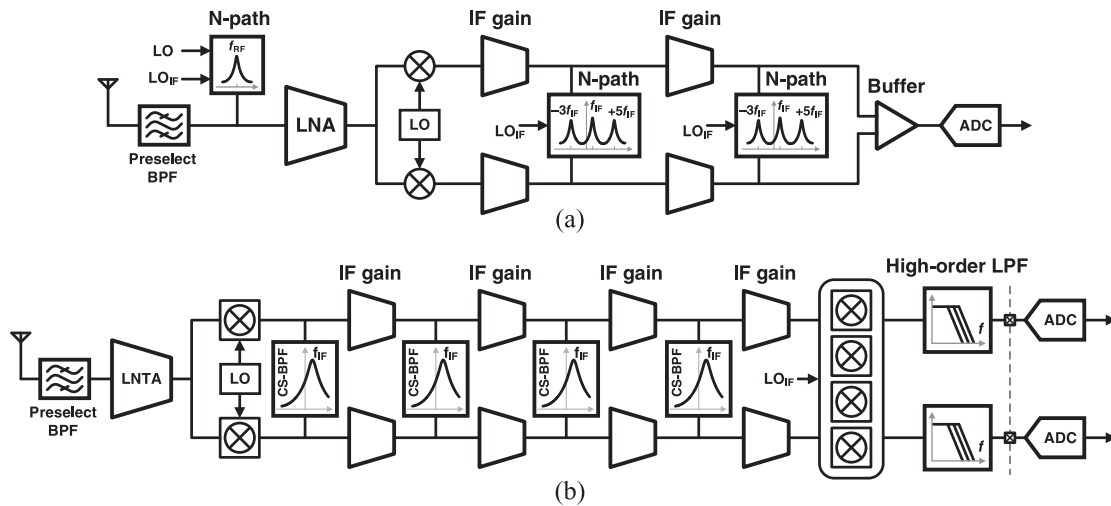 N-path
IF gain
IF gain
LO
LO_IF
f_RF
N-path
N-path
Buffer
−3f_IF f_IF +5f_IF
−3f_IF f_IF +5f_IF
LNA
LO
LO_IF
LO_IF
ADC
Preselect
BPF
(a)
IF gain
IF gain
IF gain
IF gain
High-order LPF
LNTA
LO
CS-BPF
f_IF
CS-BPF
f_IF
CS-BPF
f_IF
CS-BPF
f_IF
LO_IF
f
ADC
Preselect
BPF
f
ADC
(b)